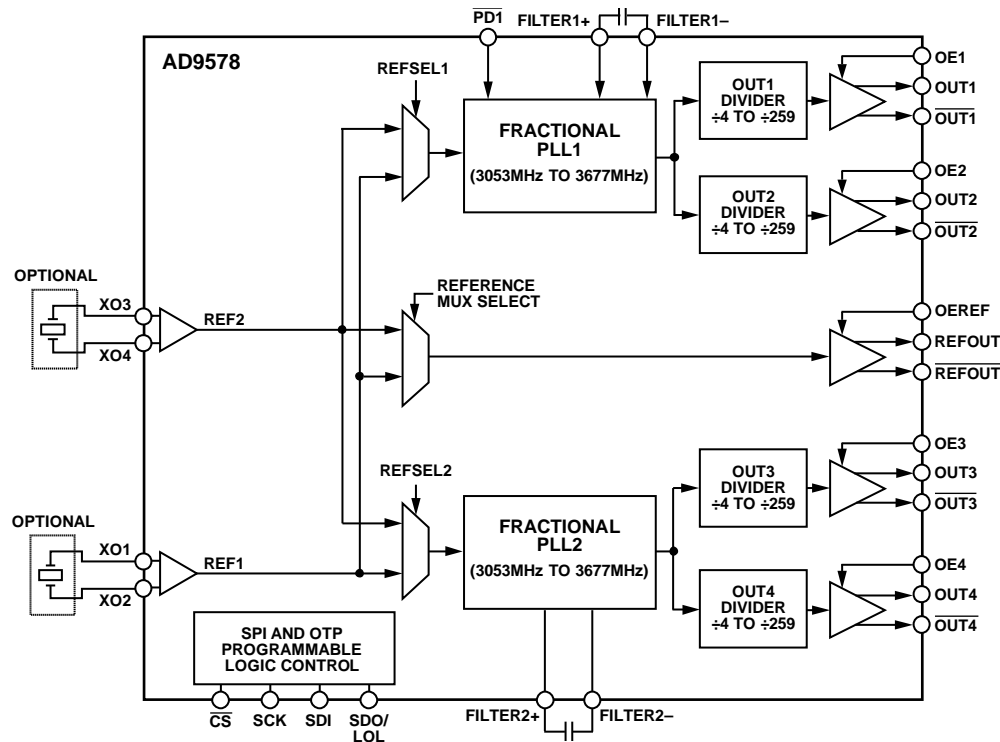 PD1
FILTER1+
FILTER1–
AD9578
REFSEL1
FRACTIONAL
PLL1
(3053MHz TO 3677MHz)
OUT1
DIVIDER
÷4 TO ÷259
OE1
OUT1
OUT1
OUT2
DIVIDER
÷4 TO ÷259
OE2
OUT2
OUT2
OPTIONAL
XO3
XO4
REF2
REFERENCE
MUX SELECT
OEREF
REFOUT
REFOUT
OPTIONAL
XO1
XO2
REF1
REFSEL2
FRACTIONAL
PLL2
(3053MHz TO 3677MHz)
OUT3
DIVIDER
÷4 TO ÷259
OE3
OUT3
OUT3
OUT4
DIVIDER
÷4 TO ÷259
OE4
OUT4
OUT4
SPI AND OTP
PROGRAMMABLE
LOGIC CONTROL
CS
SCK
SDI
SDO/
LOL
FILTER2+
FILTER2–